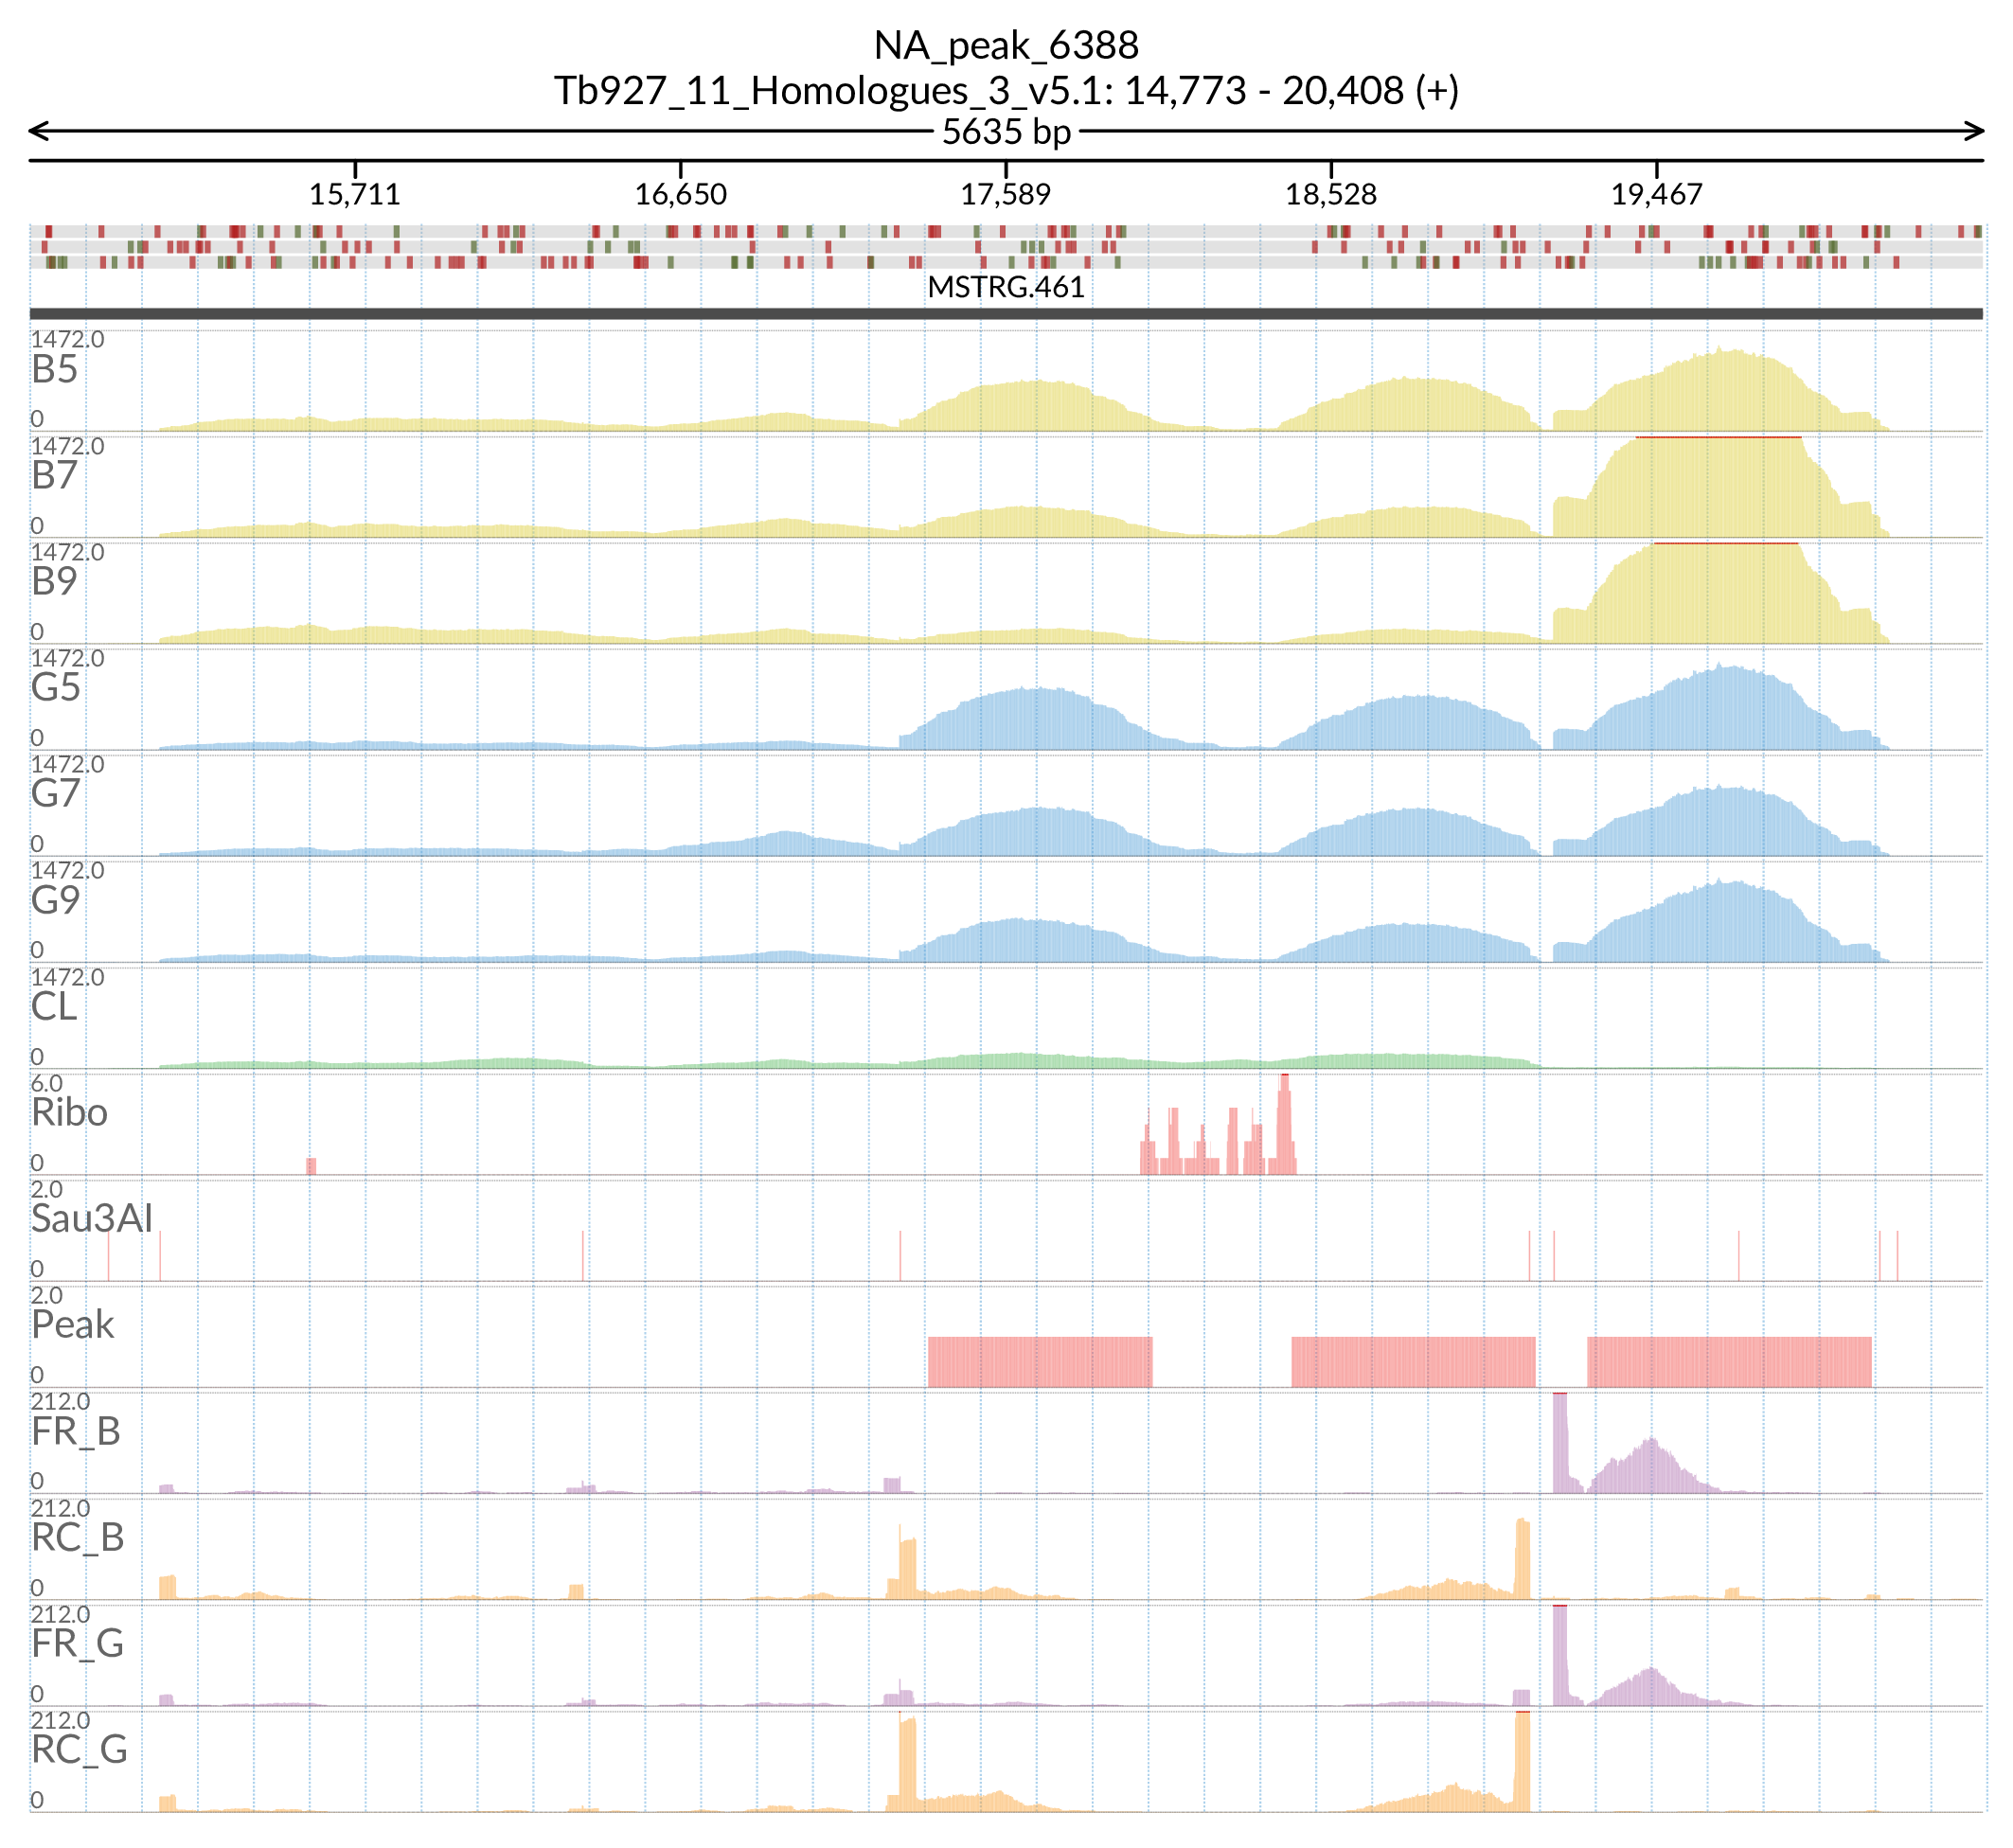 NA_peak_6388
Tb927_11_Homologues_3_v5.1: 14,773 - 20,408 (+)
5635 bp
15,711 16,650 17,589 18,528 19,467
MSTRG.461
1472.0
B5
0
1472.0
B7
0
1472.0
B9
0
1472.0
G5
0
1472.0
G7
0
1472.0
G9
0
1472.0
CL
0
6.0
Ribo
0
2.0
Sau3AI
0
2.0
Peak
0
212.0
FR_B
0
212.0
RC_B
0
212.0
FR_G
0
212.0
RC_G
0